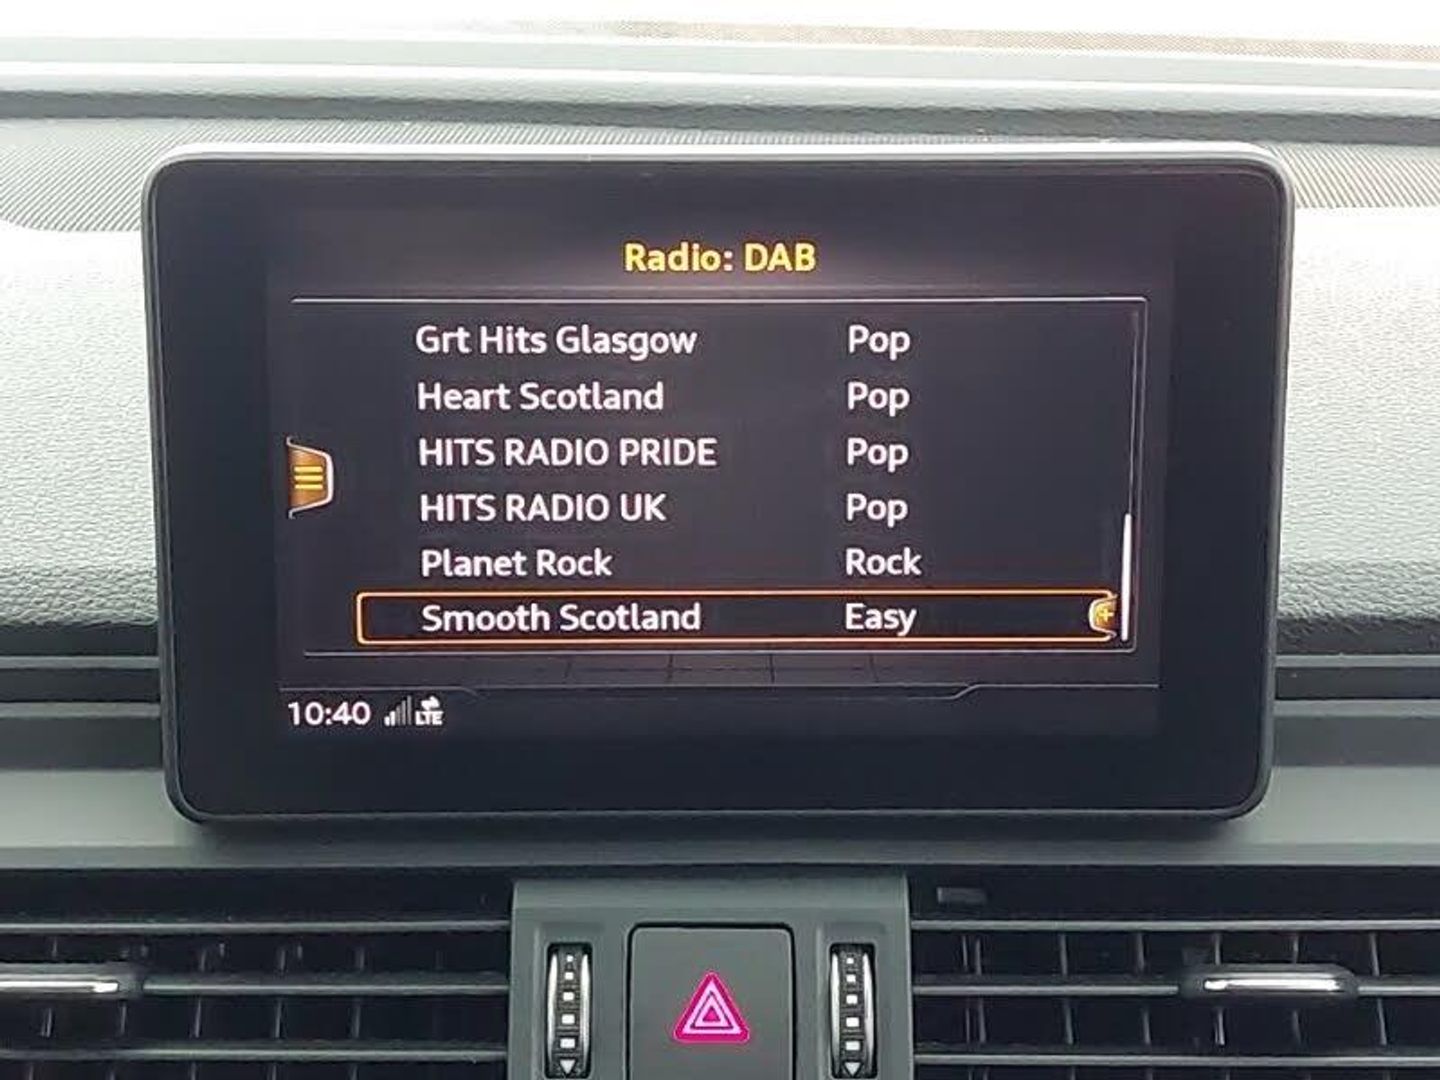 Radio: DAB
Grt Hits Glasgow Pop
Heart Scotland Pop
HITS RADIO PRIDE Pop
HITS RADIO UK Pop
Planet Rock Rock
Smooth Scotland Easy
10:40 LTE